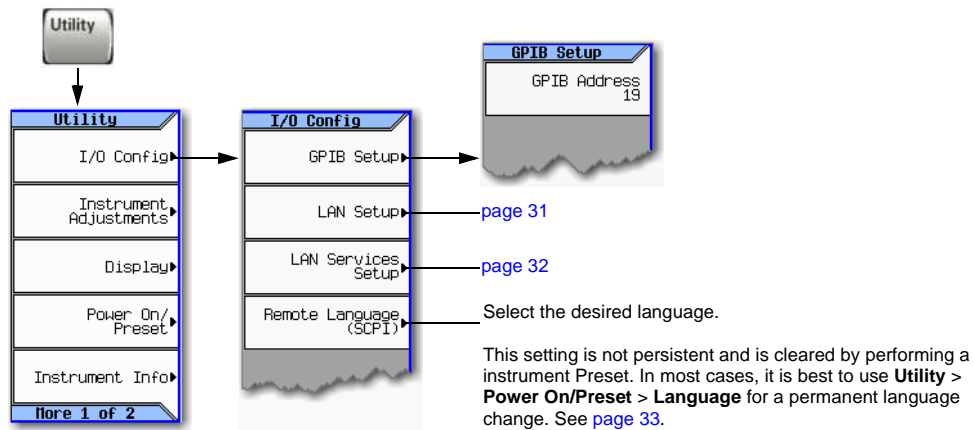 Utility
Utility
I/O Config
Instrument
Adjustments
Display
Power On/
Preset
Instrument Info
More 1 of 2
I/O Config
GPIB Setup
LAN Setup
LAN Services
Setup
Remote Language
(SCPI)
GPIB Setup
GPIB Address
19
page 31
page 32
Select the desired language.
This setting is not persistent and is cleared by performing a
instrument Preset. In most cases, it is best to use Utility >
Power On/Preset > Language for a permanent language
change. See page 33.